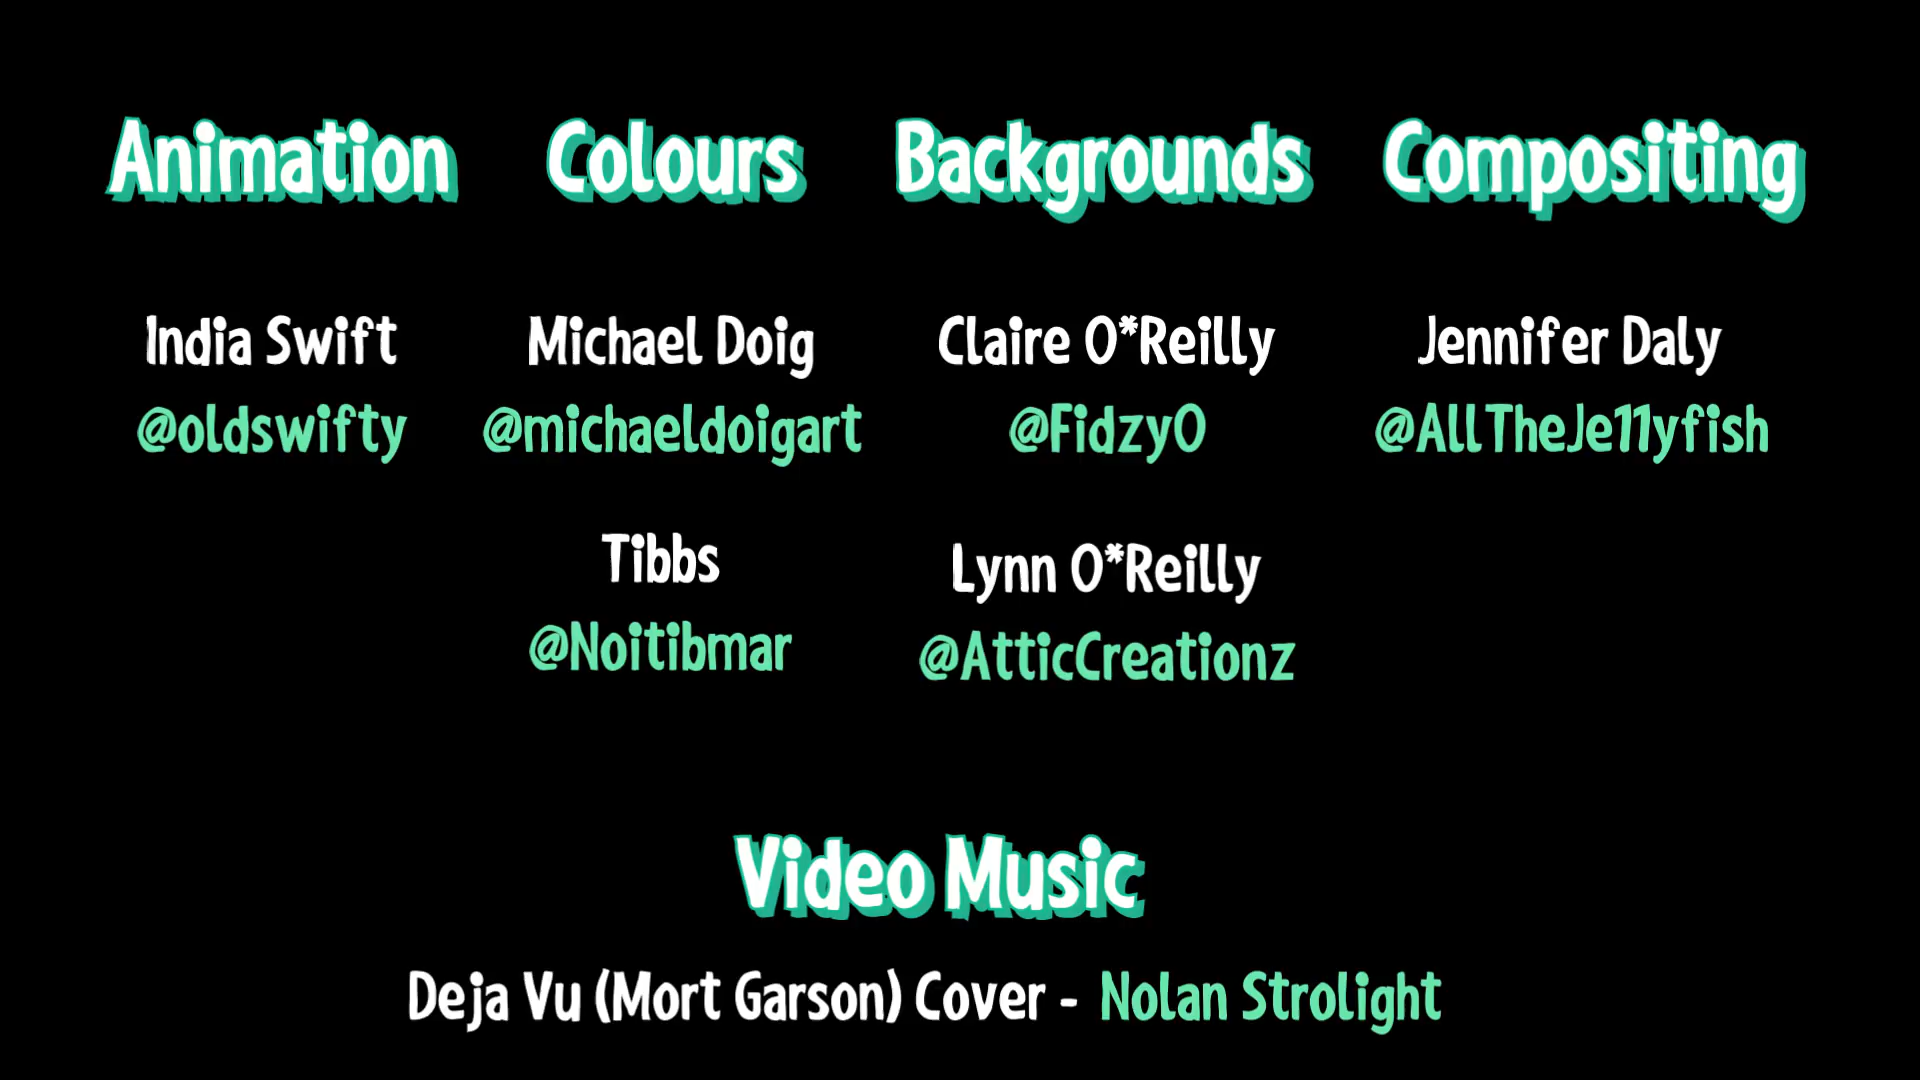 Animation Colours Backgrounds Compositing
India Swift Michael Doig Claire O*Reilly Jennifer Daly
@oldswifty @michaeldoigart @FidzyO @AllTheJe11yfish
Tibbs Lynn O*Reilly
@Noitibmar @AtticCreationz
Video Music
Deja Vu (Mort Garson) Cover - Nolan Strolight